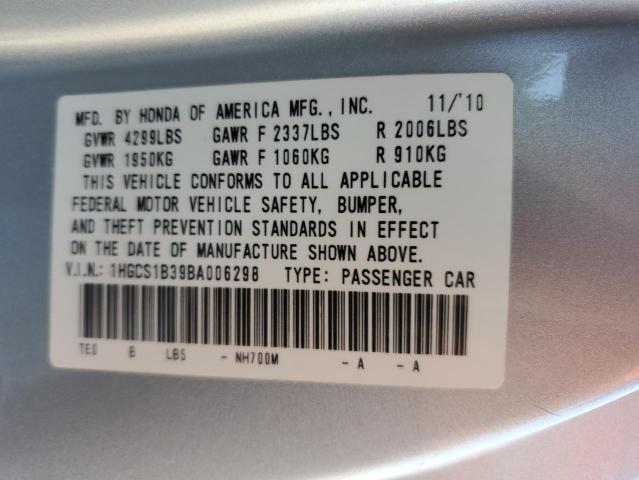 MFD. BY HONDA OF AMERICA MFG., INC. 11/'10
GVWR 4299LBS GAWR F 2337LBS R 2006LBS
GVWR 1950KG GAWR F 1060KG R 910KG
THIS VEHICLE CONFORMS TO ALL APPLICABLE
FEDERAL MOTOR VEHICLE SAFETY, BUMPER,
AND THEFT PREVENTION STANDARDS IN EFFECT
ON THE DATE OF MANUFACTURE SHOWN ABOVE.
V.I.N.: 1HGCS1B39BA006298 TYPE: PASSENGER CAR
TE0 B LB5 - NH700M - A - A